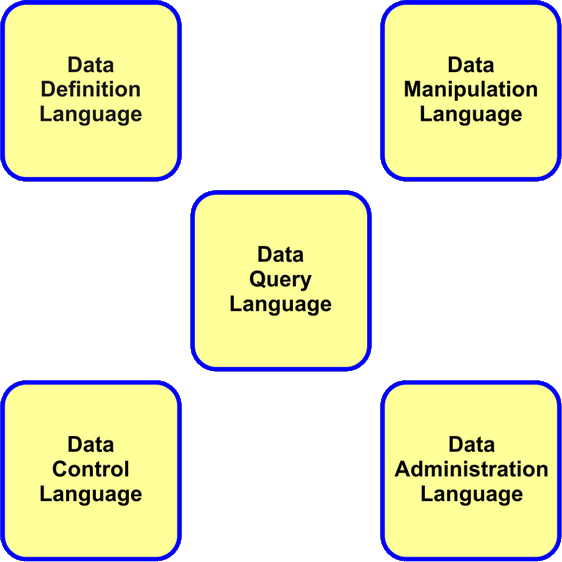 Data
Definition
Language
Data
Manipulation
Language
Data
Query
Language
Data
Control
Language
Data
Administration
Language